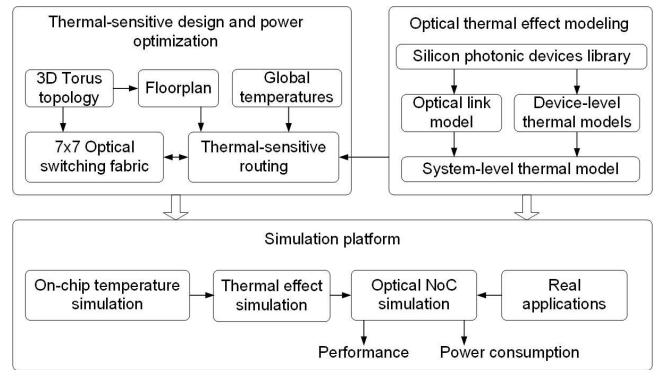 Thermal-sensitive design and power
optimization
3D Torus
topology
Floorplan
Global
temperatures
7x7 Optical
switching fabric
Thermal-sensitive
routing
Optical thermal effect modeling
Silicon photonic devices library
Optical link
model
Device-level
thermal models
System-level thermal model
Simulation platform
On-chip temperature
simulation
Thermal effect
simulation
Optical NoC
simulation
Real
applications
Performance
Power consumption